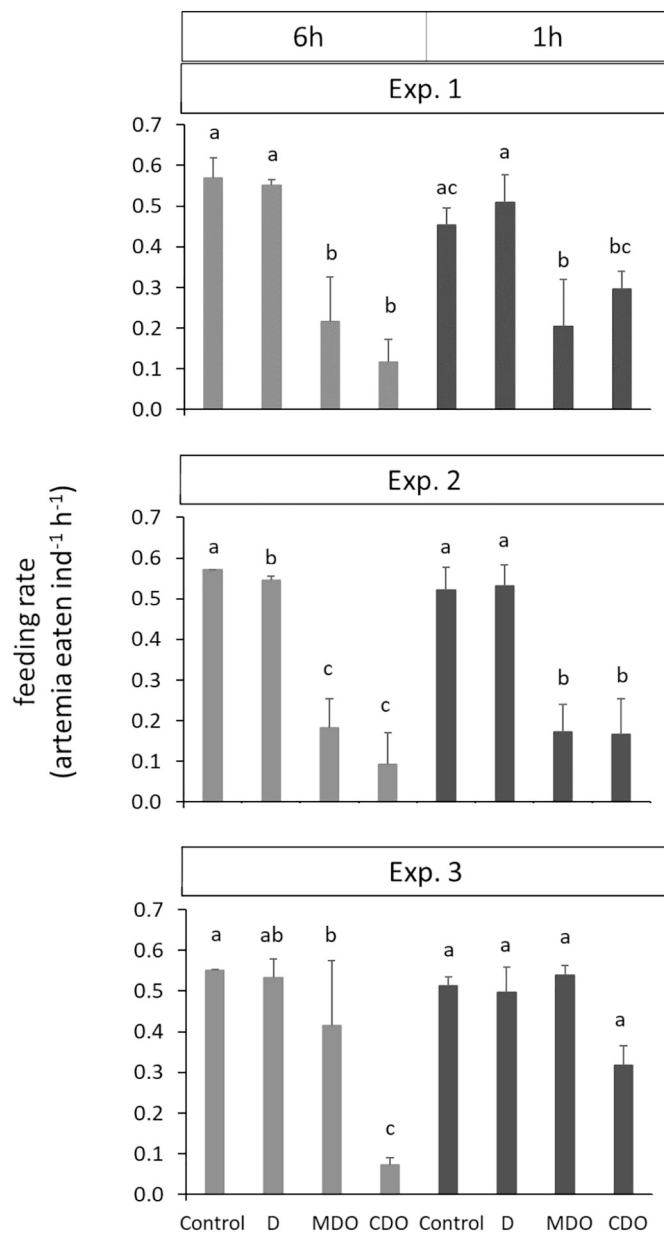 6h 1h
Exp. 1
0.7
a a a
0.6
ac
0.5
b bc
0.4
b
0.3
b
0.2
0.1
0.0
Exp. 2
0.7
a b a a
0.6
0.5
0.4
c c b b
0.3
0.2
0.1
0.0
feeding rate
(artemia eaten ind⁻¹ h⁻¹)
Exp. 3
0.7
a ab b a a a
0.6
0.5
a
0.4
0.3
c
0.2
0.1
0.0
Control D MDO CDO Control D MDO CDO